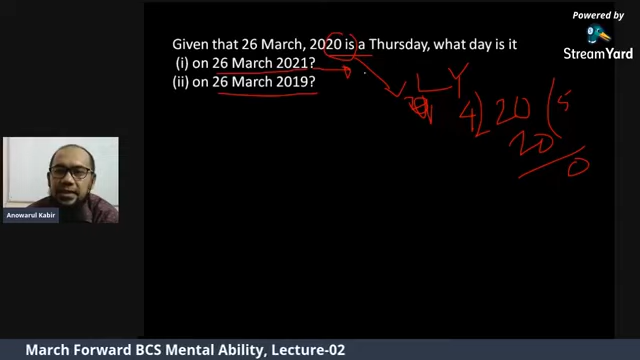 Powered by
StreamYard
Given that 26 March, 2020 is a Thursday, what day is it
(i) on 26 March 2021?
(ii) on 26 March 2019?
LY
4) 20 (5
20
0
Anowarul Kabir
March Forward BCS Mental Ability, Lecture-02